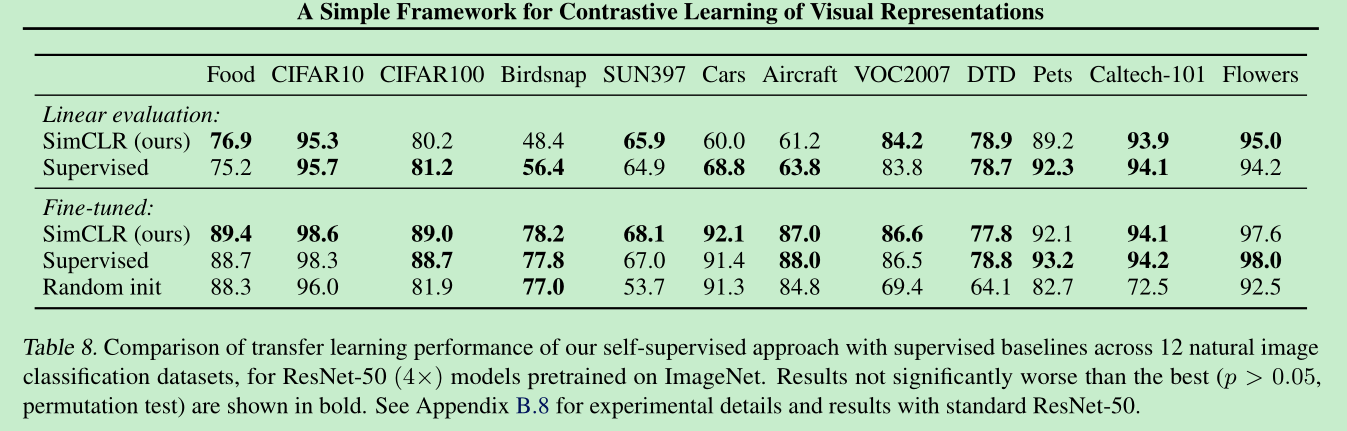 A Simple Framework for Contrastive Learning of Visual Representations
Food CIFAR10 CIFAR100 Birdsnap SUN397 Cars Aircraft VOC2007 DTD Pets Caltech-101 Flowers
Linear evaluation:
SimCLR (ours) 76.9 95.3 80.2 48.4 65.9 60.0 61.2 84.2 78.9 89.2 93.9 95.0
Supervised 75.2 95.7 81.2 56.4 64.9 68.8 63.8 83.8 78.7 92.3 94.1 94.2
Fine-tuned:
SimCLR (ours) 89.4 98.6 89.0 78.2 68.1 92.1 87.0 86.6 77.8 92.1 94.1 97.6
Supervised 88.7 98.3 88.7 77.8 67.0 91.4 88.0 86.5 78.8 93.2 94.2 98.0
Random init 88.3 96.0 81.9 77.0 53.7 91.3 84.8 69.4 64.1 82.7 72.5 92.5
Table 8. Comparison of transfer learning performance of our self-supervised approach with supervised baselines across 12 natural image
classification datasets, for ResNet-50 (4×) models pretrained on ImageNet. Results not significantly worse than the best (p > 0.05,
permutation test) are shown in bold. See Appendix B.8 for experimental details and results with standard ResNet-50.